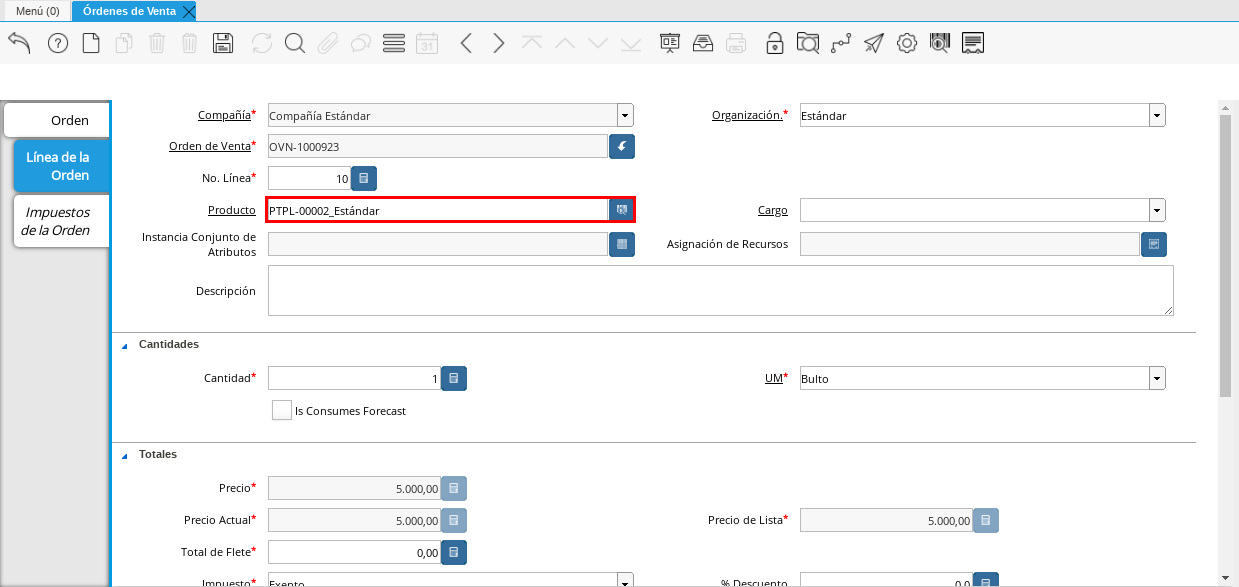 Menú (0)
Órdenes de Venta
31
Orden
Línea de la
Orden
Impuestos
de la Orden
Compañía* Compañía Estándar
Organización.* Estándar
Orden de Venta* OVN-1000923
No. Línea* 10
Producto PTPL-00002_Estándar
Cargo
Instancia Conjunto de
Atributos
Asignación de Recursos
Descripción
Cantidades
Cantidad* 1
UM* Bulto
Is Consumes Forecast
Totales
Precio* 5.000,00
Precio Actual* 5.000,00
Precio de Lista* 5.000,00
Total de Flete* 0,00
Impuesto* Exento
% Descuento 0,0